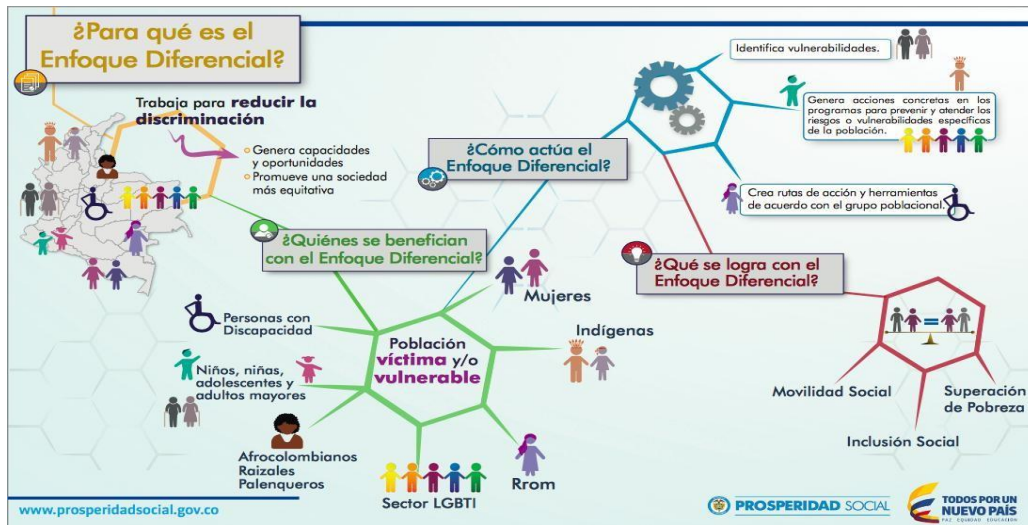 ¿Para qué es el
Enfoque Diferencial?
Trabaja para reducir la
discriminación
Genera capacidades
y oportunidades
Promueve una sociedad
más equitativa
¿Cómo actúa el
Enfoque Diferencial?
Identifica vulnerabilidades.
Genera acciones concretas en los
programas para prevenir y atender los
riesgos o vulnerabilidades específicas
de la población.
Crea rutas de acción y herramientas
de acuerdo con el grupo poblacional.
¿Quiénes se benefician
con el Enfoque Diferencial?
Población
víctima y/o
vulnerable
Mujeres
Indígenas
Rrom
Sector LGBTI
Afrocolombianos
Raizales
Palenqueros
Niños, niñas,
adolescentes y
adultos mayores
Personas con
Discapacidad
¿Qué se logra con el
Enfoque Diferencial?
=
Movilidad Social
Inclusión Social
Superación
de Pobreza
www.prosperidadsocial.gov.co
PROSPERIDAD SOCIAL
TODOS POR UN
NUEVO PAÍS
PAZ EQUIDAD EDUCACIÓN